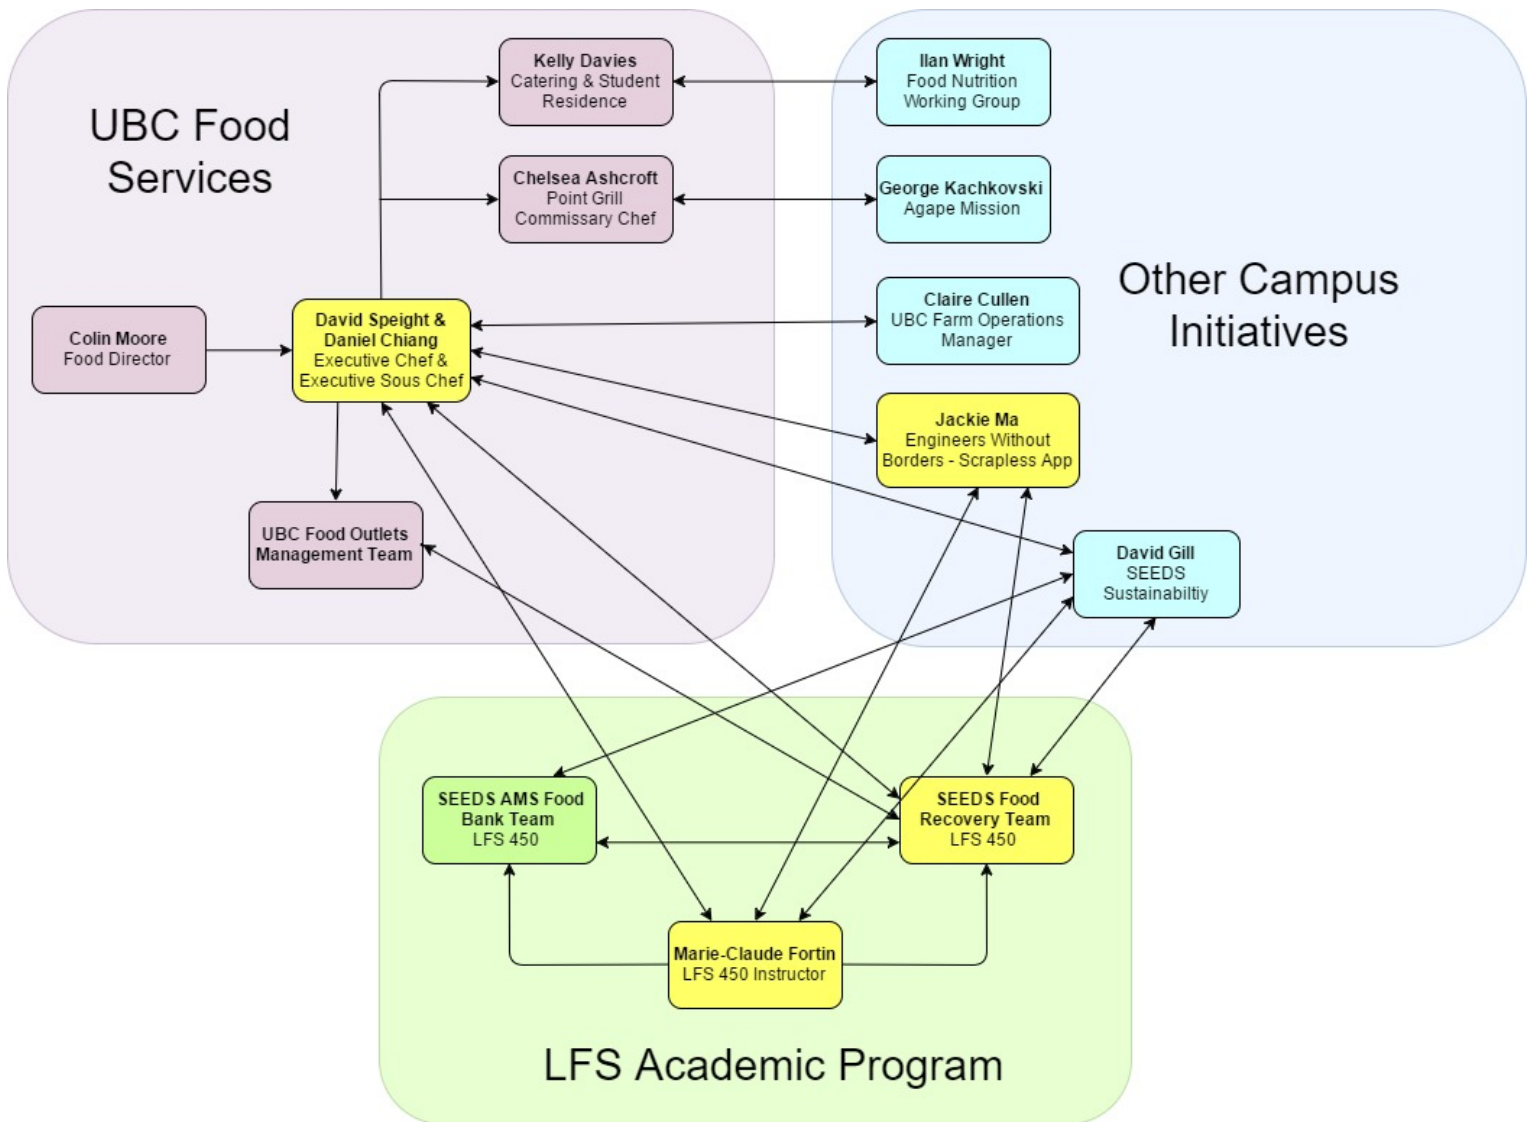 UBC Food
Services
Kelly Davies
Catering & Student
Residence
Chelsea Ashcroft
Point Grill
Commissary Chef
Colin Moore
Food Director
David Speight &
Daniel Chiang
Executive Chef &
Executive Sous Chef
UBC Food Outlets
Management Team
Ilan Wright
Food Nutrition
Working Group
George Kachkovski
Agape Mission
Claire Cullen
UBC Farm Operations
Manager
Jackie Ma
Engineers Without
Borders - Scrapless App
David Gill
SEEDS
Sustainabiltiy
Other Campus
Initiatives
SEEDS AMS Food
Bank Team
LFS 450
SEEDS Food
Recovery Team
LFS 450
Marie-Claude Fortin
LFS 450 Instructor
LFS Academic Program